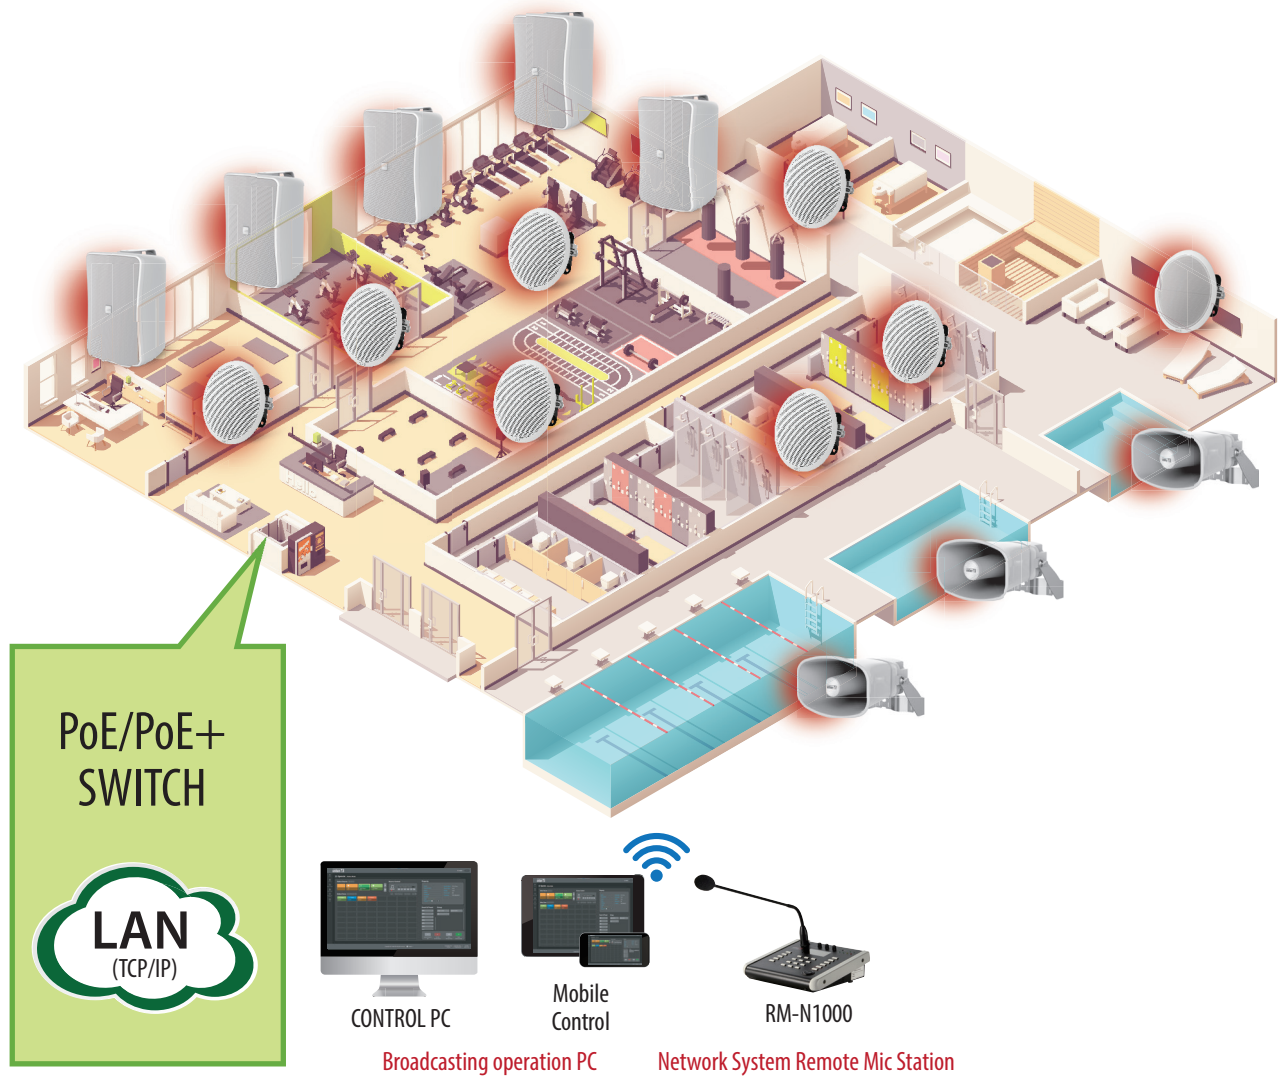 Hello
PoE/PoE+
SWITCH
LAN
(TCP/IP)
CONTROL PC
Mobile
Control
RM-N1000
Broadcasting operation PC
Network System Remote Mic Station